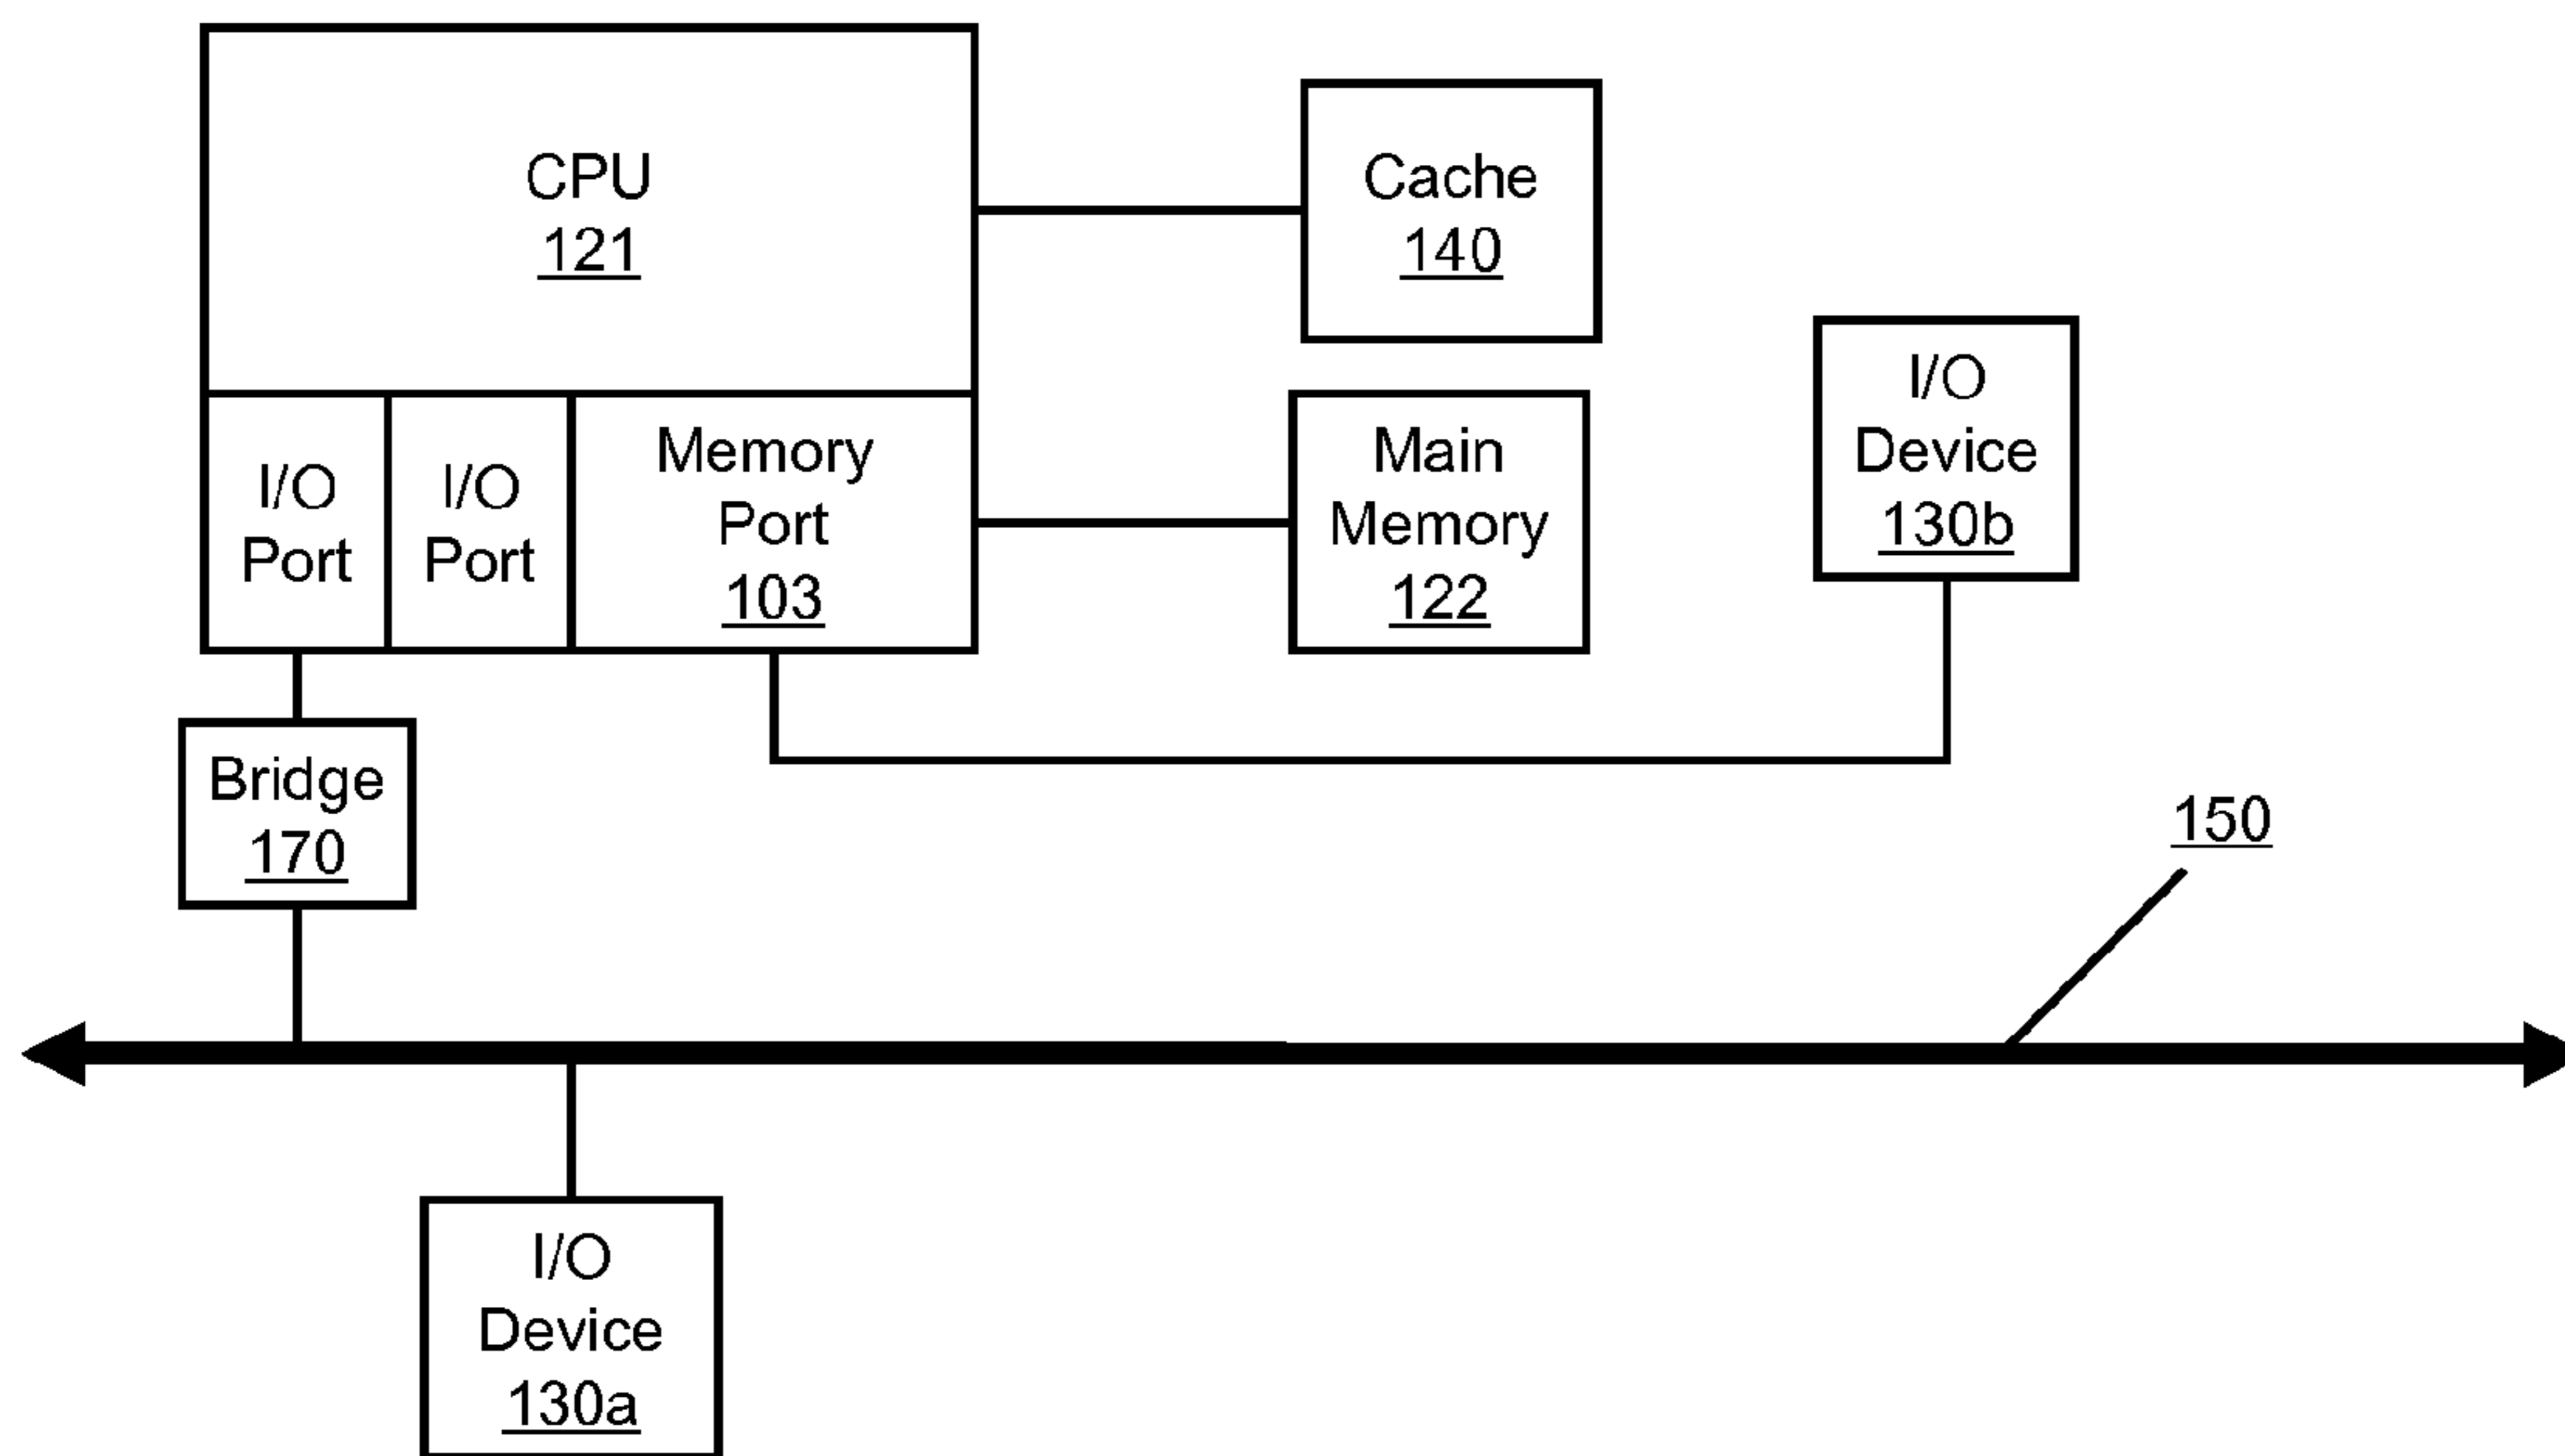 CPU
121
Cache
140
I/O
Port
I/O
Port
Memory
Port
103
Main
Memory
122
I/O
Device
130b
Bridge
170
150
I/O
Device
130a